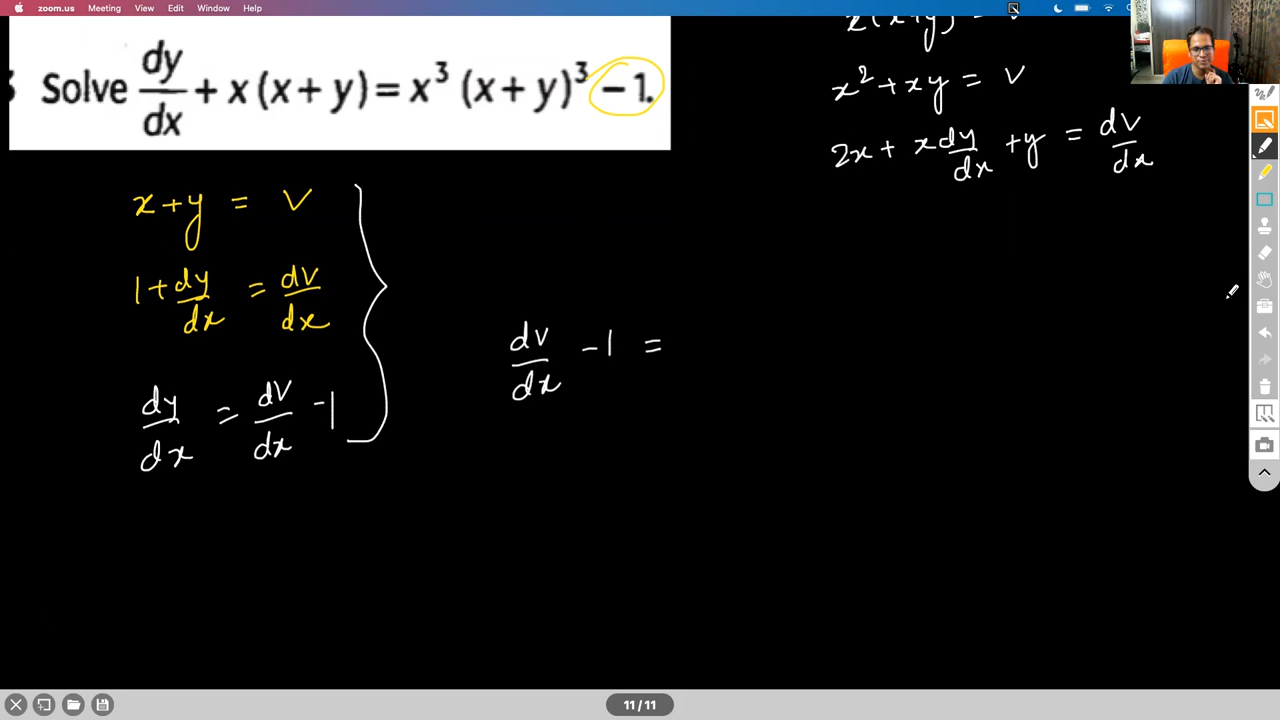 zoom.us Meeting View Edit Window Help
Solve dy/dx + x (x + y) = x³ (x + y)³ – 1.
x + y = v
1 + dy/dx = dv/dx
dy/dx = dv/dx - 1
dv/dx - 1 =
x(x+y) = v
x² + xy = v
2x + x dy/dx + y = dv/dx
11 / 11